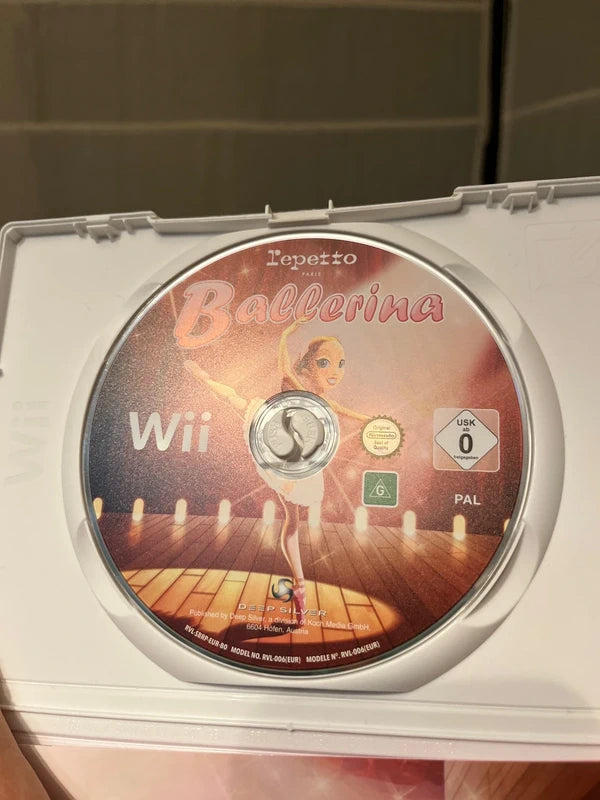 repetto
PARIS
Ballerina
Wii
Original
Nintendo
Seal of
Quality
USK
ab
0
freigegeben
G
PAL
DEEP SILVER
Published by Deep Silver, a division of Koch Media GmbH,
6604 Höfen, Austria
RVL-SBRP-EUR-B0 MODEL NO. RVL-006(EUR) MODELE Nº. RVL-006(EUR)